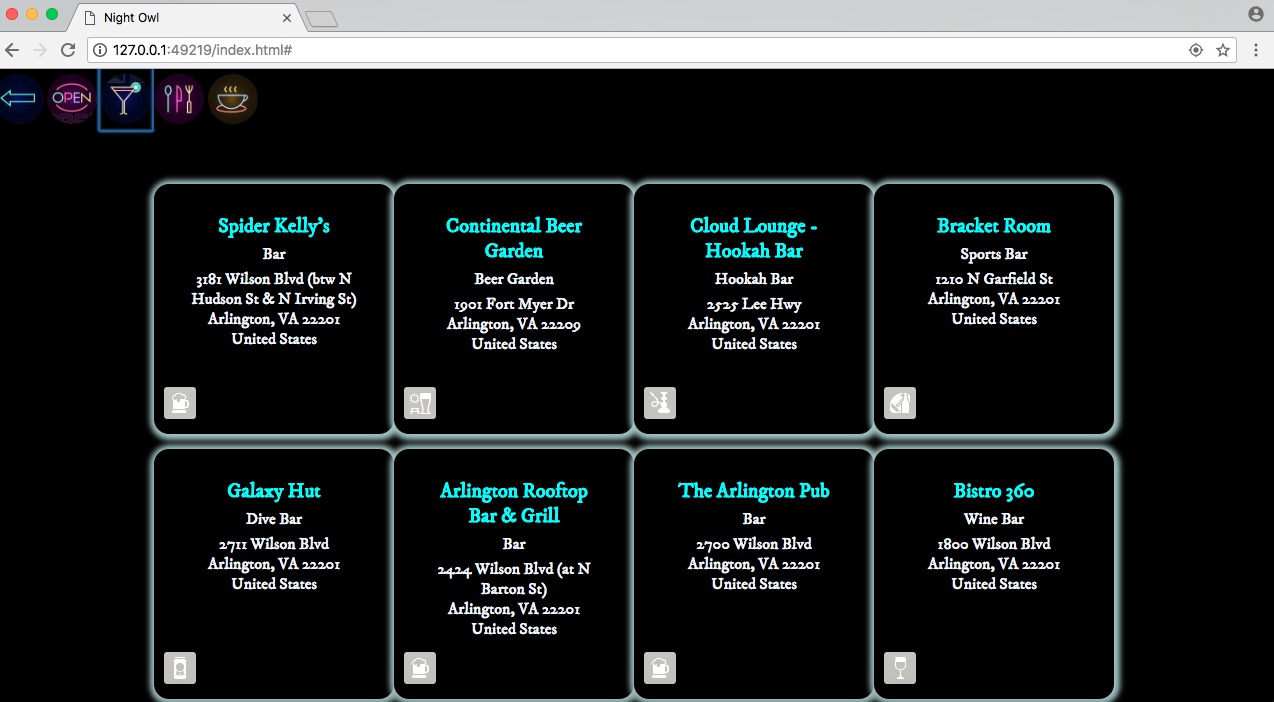 Night Owl
127.0.0.1:49219/index.html#
OPEN
Spider Kelly's
Bar
3181 Wilson Blvd (btw N
Hudson St & N Irving St)
Arlington, VA 22201
United States
Continental Beer
Garden
Beer Garden
1901 Fort Myer Dr
Arlington, VA 22209
United States
Cloud Lounge -
Hookah Bar
Hookah Bar
2525 Lee Hwy
Arlington, VA 22201
United States
Bracket Room
Sports Bar
1210 N Garfield St
Arlington, VA 22201
United States
Galaxy Hut
Dive Bar
2711 Wilson Blvd
Arlington, VA 22201
United States
Arlington Rooftop
Bar & Grill
Bar
2424 Wilson Blvd (at N
Barton St)
Arlington, VA 22201
United States
The Arlington Pub
Bar
2700 Wilson Blvd
Arlington, VA 22201
United States
Bistro 360
Wine Bar
1800 Wilson Blvd
Arlington, VA 22201
United States